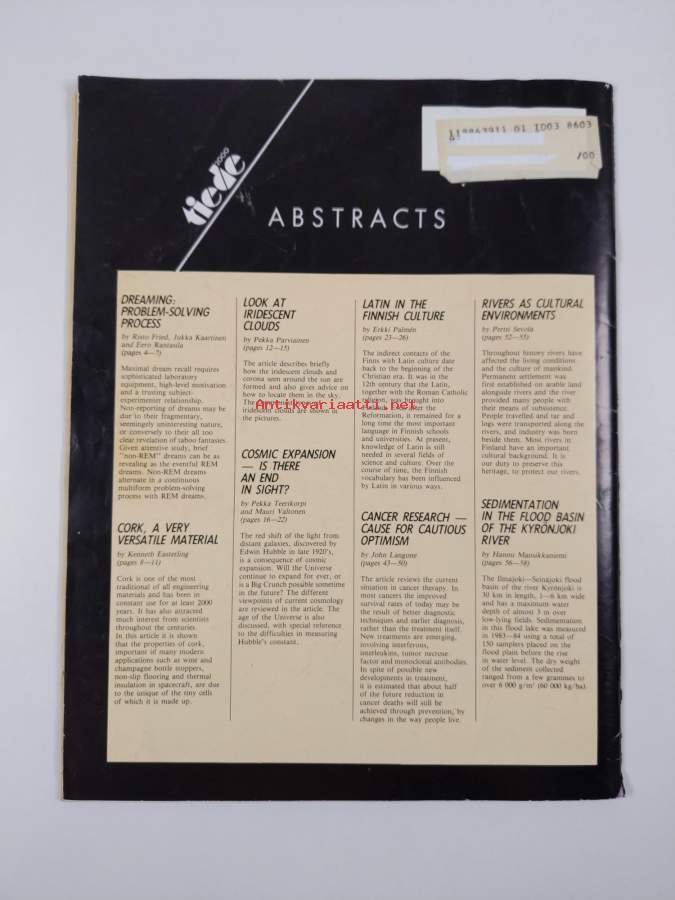 tiede
2000
ABSTRACTS
01 1003 8603
/00
DREAMING:
PROBLEM-SOLVING
PROCESS
by Risto Fried, Jukka Kaartinen
and Eero Rantasila
(pages 4—7)
Maximal dream recall requires
sophisticated laboratory
equipment, high-level motivation
and a trusting subject-
experimenter relationship.
Non-reporting of dreams may be
due to their fragmentary,
seemingly uninteresting nature,
or conversely to their all too
clear revelation of taboo fantasies.
Given attentive study, brief
"non-REM" dreams can be as
revealing as the eventful REM
dreams. Non-REM dreams
alternate in a continuous
multiform problem-solving
process with REM dreams.
CORK, A VERY
VERSATILE MATERIAL
by Kenneth Easterling
(pages 8—11)
Cork is one of the most
traditional of all engineering
materials and has been in
constant use for at least 2000
years. It has also attracted
much interest from scientists
throughout the centuries.
In this article it is shown
that the properties of cork,
important in many modern
applications such as wine and
champagne bottle stoppers,
non-slip flooring and thermal
insulation in spacecraft, are due
to the unique of the tiny cells
of which it is made up.
LOOK AT
IRIDESCENT
CLOUDS
by Pekka Parviainen
(pages 12—15)
The article describes briefly
how the iridescent clouds and
corona seen around the sun are
formed and also gives advice on
how to locate them in the sky.
The
iridescent clouds are shown in
the pictures.
COSMIC EXPANSION
— IS THERE
AN END
IN SIGHT?
by Pekka Teerikorpi
and Mauri Valtonen
(pages 16—22)
The red shift of the light from
distant galaxies, discovered by
Edwin Hubble in late 1920's,
is a consequence of cosmic
expansion. Will the Universe
continue to expand for ever, or
is a Big Crunch possible sometime
in the future? The different
viewpoints of current cosmology
are reviewed in the article. The
age of the Universe is also
discussed, with special reference
to the difficulties in measuring
Hubble's constant.
LATIN IN THE
FINNISH CULTURE
by Erkki Palmén
(pages 23—26)
The indirect contacts of the
Finns with Latin culture date
back to the beginning of the
Christian era. It was in the
12th century that the Latin,
together with the Roman Catholic
religion, was brought into
Finland. Even after the
Reformation, it remained for a
long time the most important
language in Finnish schools
and universities. At present,
knowledge of Latin is still
needed in several fields of
science and culture. Over the
course of time, the Finnish
vocabulary has been influenced
by Latin in various ways.
CANCER RESEARCH —
CAUSE FOR CAUTIOUS
OPTIMISM
by John Langone
(pages 43—50)
The article reviews the current
situation in cancer therapy. In
most cancers the improved
survival rates of today may be
the result of better diagnostic
techniques and earlier diagnosis,
rather than the treatment itself.
New treatments are emerging,
involving interferons,
interleukins, tumor necrose
factor and monoclonal antibodies.
In spite of possible new
developments in treatment,
it is estimated that about half
of the future reduction in
cancer deaths will still be
achieved through prevention, by
changes in the way people live.
RIVERS AS CULTURAL
ENVIRONMENTS
by Pertti Sevola
(pages 52—55)
Throughout history rivers have
affected the living conditions
and the culture of mankind.
Permanent settlement was
first established on arable land
alongside rivers and the river
provided many people with
their means of subsistence.
People travelled and tar and
logs were transported along the
rivers, and industry was born
beside them. Most rivers in
Finland have an important
cultural background. It is
our duty to preserve this
heritage, to protect our rivers.
SEDIMENTATION
IN THE FLOOD BASIN
OF THE KYRÖNJOKI
RIVER
by Hannu Mansikkaniemi
(pages 56—58)
The Ilmajoki—Seinäjoki flood
basin of the river Kyrönjoki is
30 km in length, 1—6 km wide
and has a maximum water
depth of almost 3 m over
low-lying fields. Sedimentation
in this flood lake was measured
in 1983—84 using a total of
150 samplers placed on the
flood plain before the rise
in water level. The dry weight
of the sediment collected
ranged from a few grammes to
over 6 000 g/m² (60 000 kg/ha).
Antikvariaatti.net